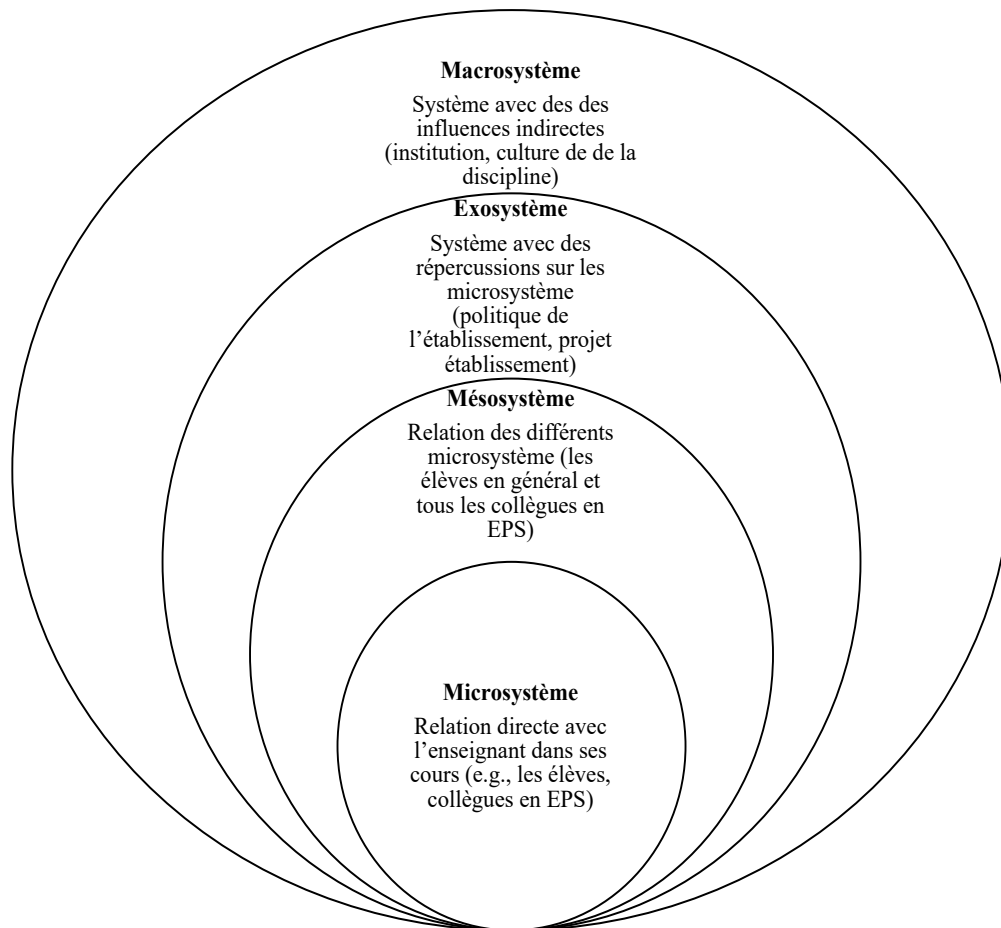 Macrosystème
Système avec des des
influences indirectes
(institution, culture de de la
discipline)
Exosystème
Système avec des
répercussions sur les
microsystème
(politique de
l’établissement, projet
établissement)
Mésosystème
Relation des différents
microsystème (les
élèves en général et
tous les collègues en
EPS)
Microsystème
Relation directe avec
l’enseignant dans ses
cours (e.g., les élèves,
collègues en EPS)